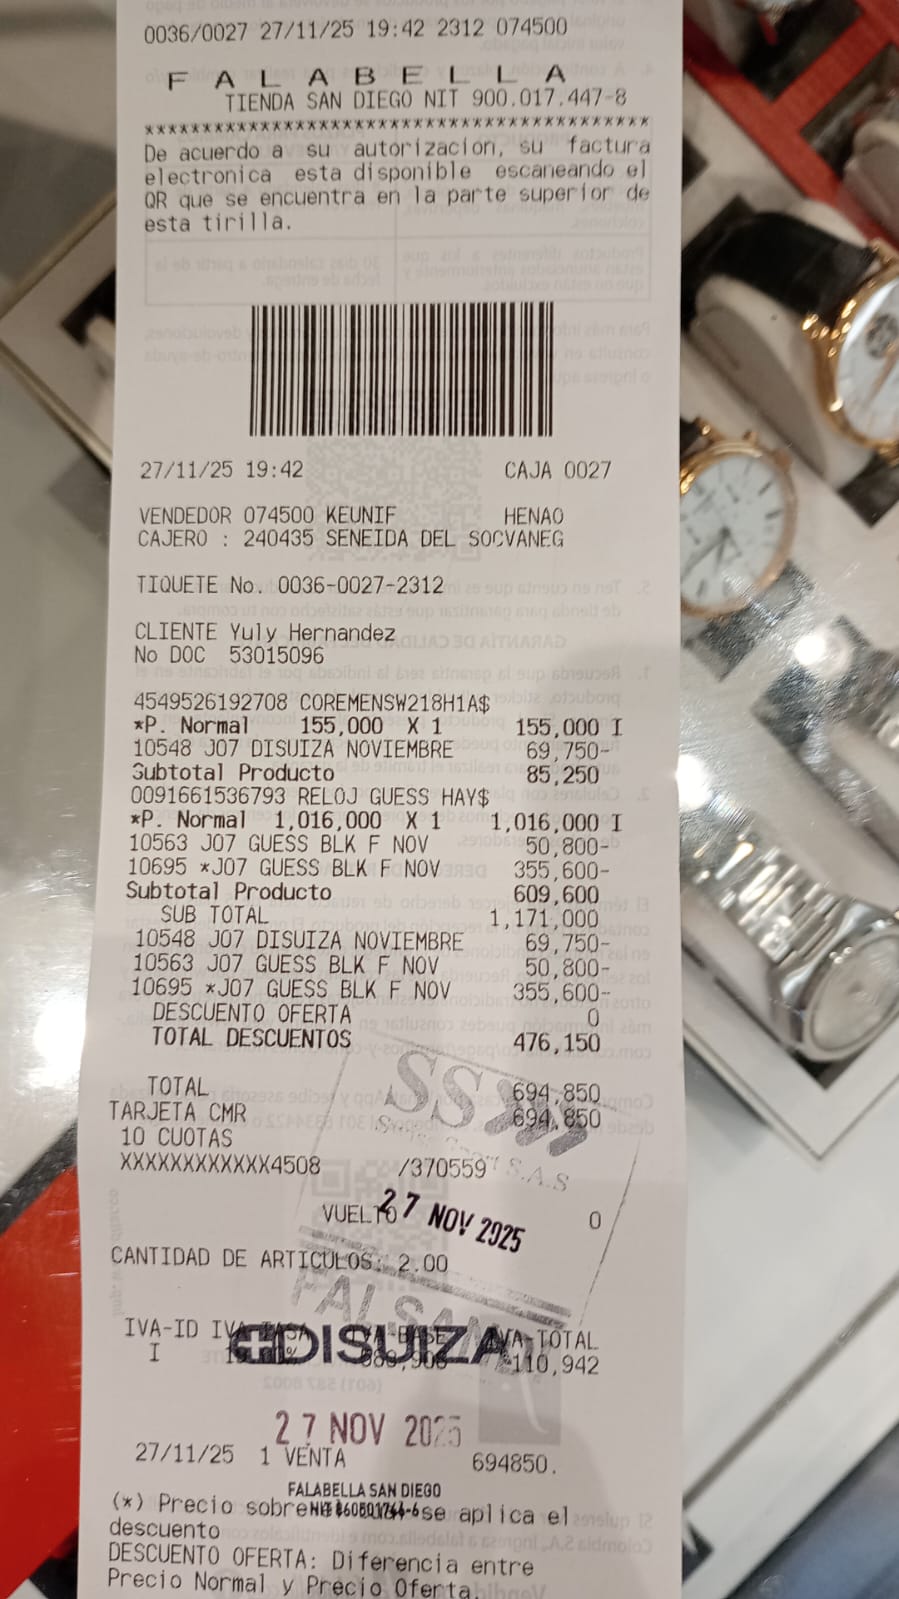 0036/0027 27/11/25 19:42 2312 074500
F A L A B E L L A
TIENDA SAN DIEGO NIT 900.017.447-8
*******************************************
De acuerdo a su autorizacion, su factura
electronica esta disponible escaneando el
QR que se encuentra en la parte superior de
esta tirilla.
27/11/25 19:42 CAJA 0027
VENDEDOR 074500 KEUNIF HENAO
CAJERO : 240435 SENEIDA DEL SOCVANEG
TIQUETE No. 0036-0027-2312
CLIENTE Yuly Hernandez
No DOC 53015096
4549526192708 COREMENSW218H1A$
*P. Normal 155,000 X 1 155,000 I
10548 J07 DISUIZA NOVIEMBRE 69,750-
Subtotal Producto 85,250
0091661536793 RELOJ GUESS HAY$
*P. Normal 1,016,000 X 1 1,016,000 I
10563 J07 GUESS BLK F NOV 50,800-
10695 *J07 GUESS BLK F NOV 355,600-
Subtotal Producto 609,600
SUB TOTAL 1,171,000
10548 J07 DISUIZA NOVIEMBRE 69,750-
10563 J07 GUESS BLK F NOV 50,800-
10695 *J07 GUESS BLK F NOV 355,600-
DESCUENTO OFERTA 0
TOTAL DESCUENTOS 476,150
TOTAL 694,850
TARJETA CMR 694,850
10 CUOTAS
XXXXXXXXXXXX4508 /370559
S.A.S
VUELTO 0
27 NOV 2025
CANTIDAD DE ARTICULOS: 2.00
IVA-ID IVA-TOTAL
DISUIZA
I 110,942
27 NOV 2025
27/11/25 1 VENTA 694850.
FALABELLA SAN DIEGO
(*) Precio sobre se aplica el
descuento
DESCUENTO OFERTA: Diferencia entre
Precio Normal y Precio Oferta.